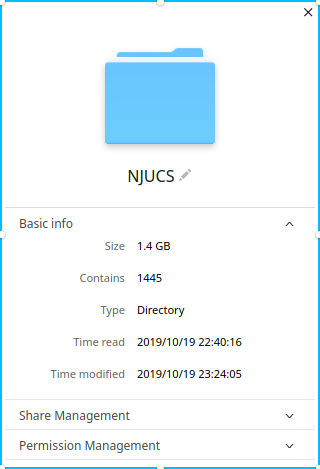 NJUCS
Basic info
Size 1.4 GB
Contains 1445
Type Directory
Time read 2019/10/19 22:40:16
Time modified 2019/10/19 23:24:05
Share Management
Permission Management